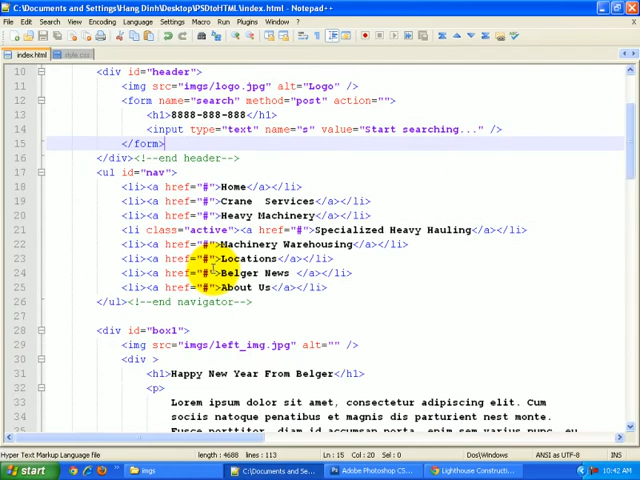 C:\Documents and Settings\Hang Dinh\Desktop\PSDtoHTML\index.html - Notepad++
File Edit Search View Encoding Language Settings Macro Run Plugins Window ? X
index.html style.css
10 <div id="header">
11 <img src="imgs/logo.jpg" alt="Logo" />
12 <form name="search" method="post" action="">
13 <h1>8888-888-888</h1>
14 <input type="text" name="s" value="Start searching..." />
15 </form>
16 </div><!--end header-->
17 <ul id="nav">
18 <li><a href="#">Home</a></li>
19 <li><a href="#">Crane  Services</a></li>
20 <li><a href="#">Heavy Machinery</a></li>
21 <li class="active"><a href="#">Specialized Heavy Hauling</a></li>
22 <li><a href="#">Machinery Warehousing</a></li>
23 <li><a href="#">Locations</a></li>
24 <li><a href="#">Belger News </a></li>
25 <li><a href="#">About Us</a></li>
26 </ul><!--end navigator-->
27
28 <div id="box1">
29 <img src="imgs/left_img.jpg" alt="" />
30 <div >
31 <h1>Happy New Year From Belger</h1>
32 <p>
33 Lorem ipsum dolor sit amet, consectetur adipiscing elit. Cum
34 sociis natoque penatibus et magnis dis parturient nest monte.
Hyper Text Markup Language file length : 4688 lines : 113 Ln : 15 Col : 20 Sel : 0 Dos\Windows ANSI as UTF-8 INS
start imgs C:\Documents and Se... Adobe Photoshop CS... Lighthouse Constructi... 10:42 AM